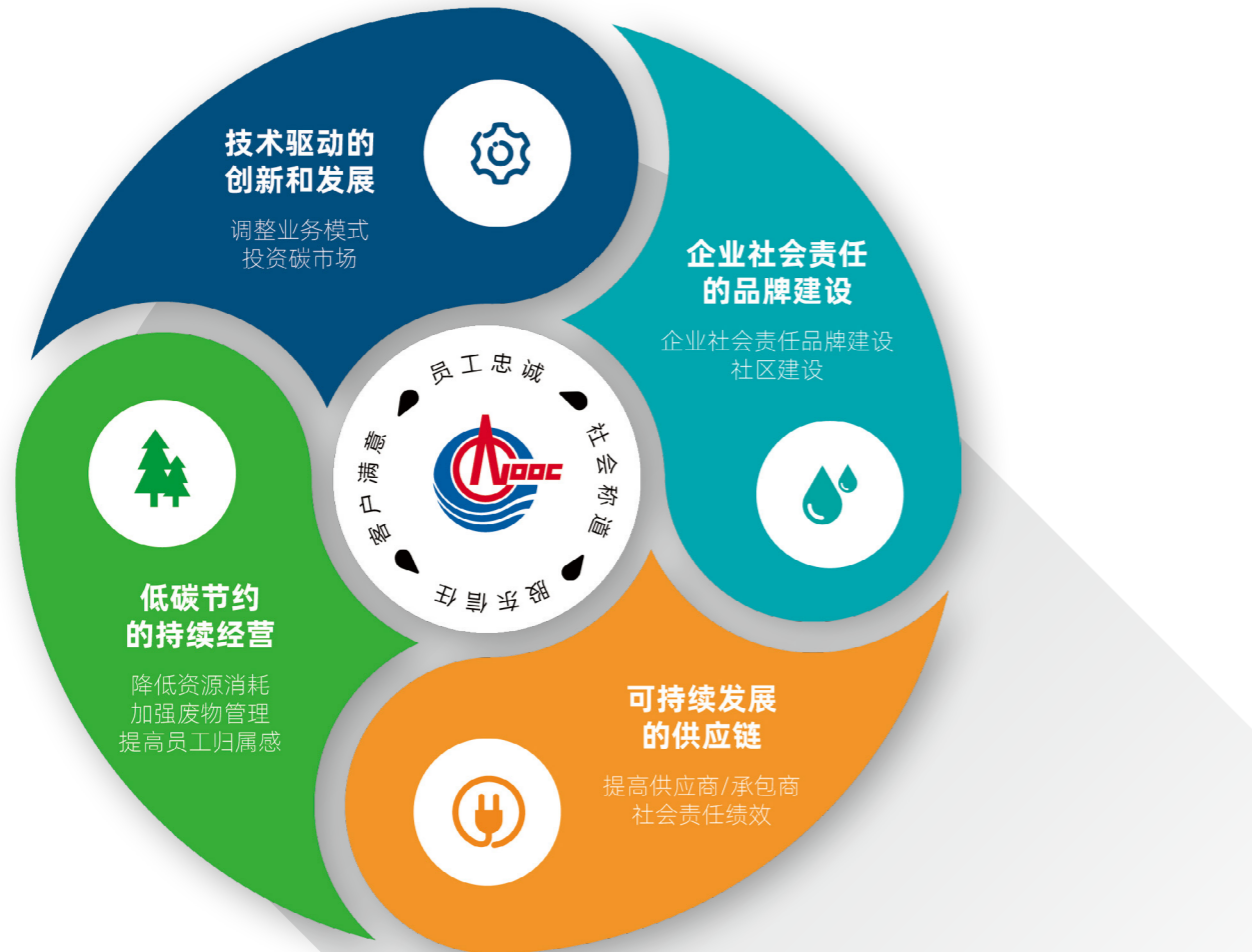 技术驱动的
创新和发展
调整业务模式
投资碳市场
企业社会责任
的品牌建设
企业社会责任品牌建设
社区建设
员工忠诚
社会称道
股东信任
客户满意
CNOOC
低碳节约
的持续经营
降低资源消耗
加强废物管理
提高员工归属感
可持续发展
的供应链
提高供应商/承包商
社会责任绩效